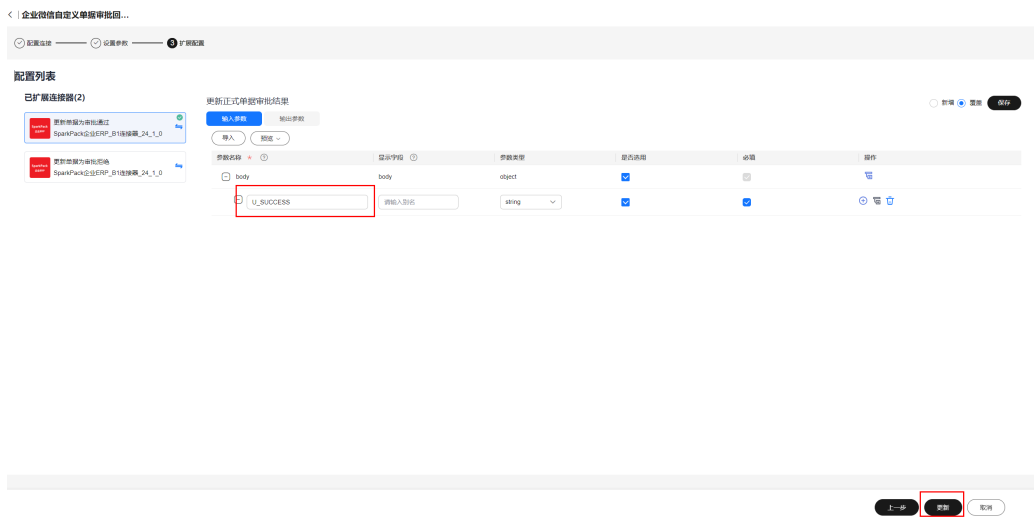 企业微信自定义单据审批回...
配置连接 设置参数 3 扩展配置
配置列表
已扩展连接器(2)
更新正式单据审批结果
新增 覆盖 保存
更新单据为审批通过
SparkPack企业ERP_B1连接器_24_1_0
更新单据为审批拒绝
SparkPack企业ERP_B1连接器_24_1_0
输入参数 输出参数
导入 预览
参数名称 * 显示字段 参数类型 是否选用 必填 操作
body body object
U_SUCCESS 请输入别名 string
上一步 更新 取消